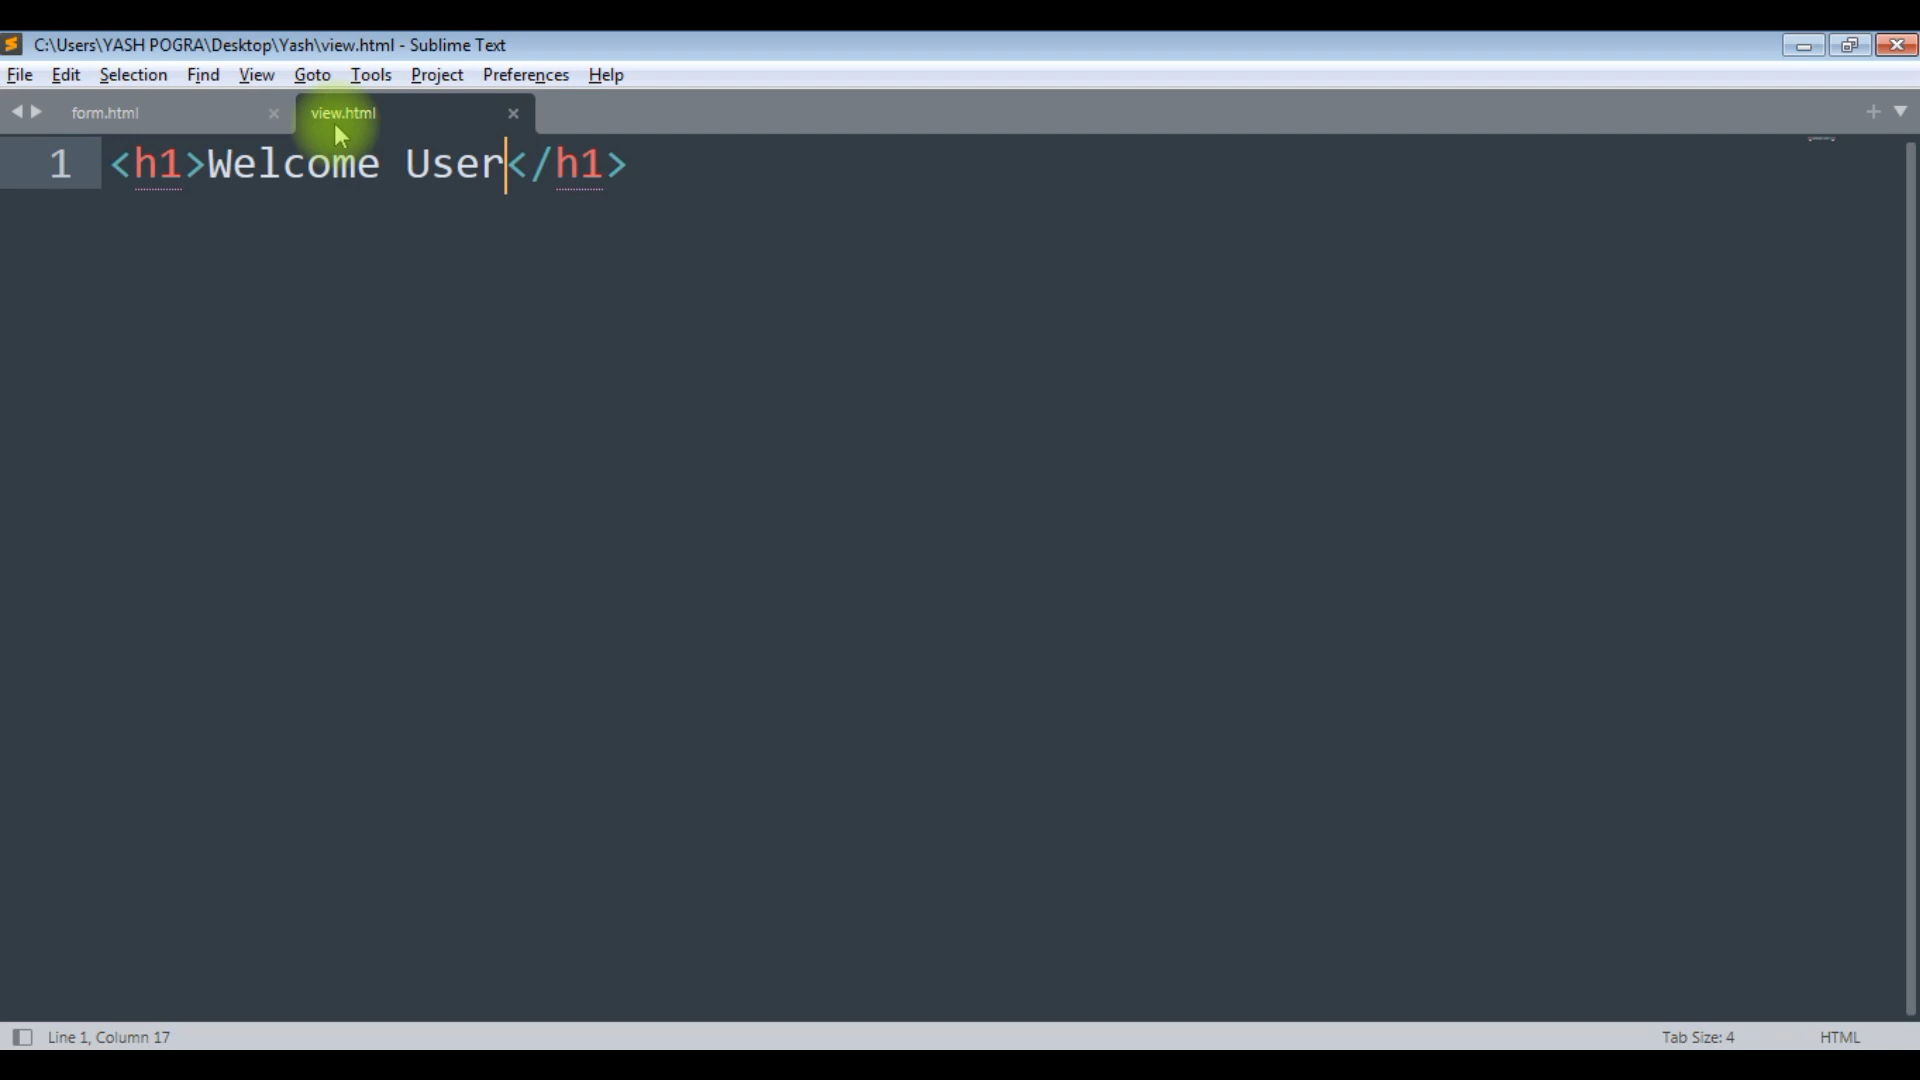 C:\Users\YASH POGRA\Desktop\Yash\view.html - Sublime Text
File Edit Selection Find View Goto Tools Project Preferences Help
form.html view.html
1 <h1>Welcome User</h1>
Line 1, Column 17 Tab Size: 4 HTML